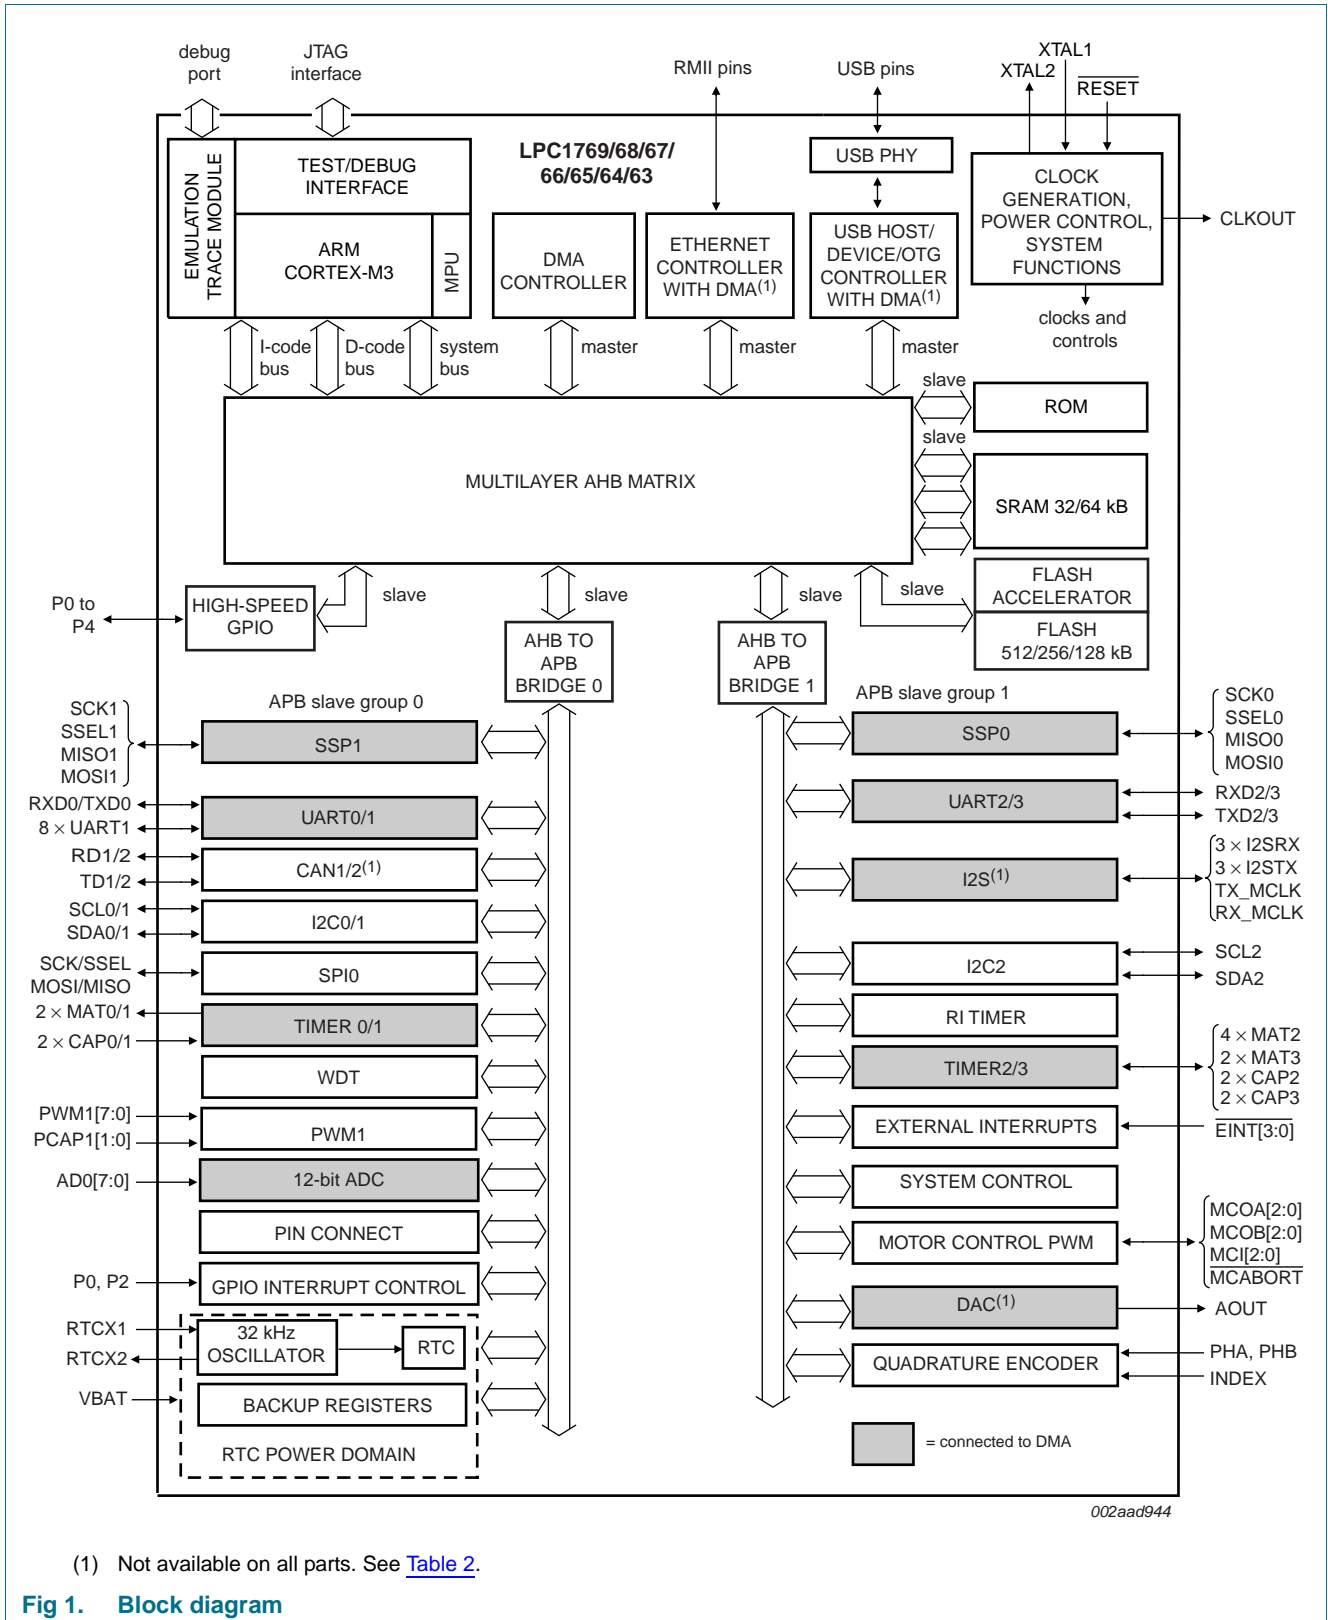 debug
port
JTAG
interface
RMII pins
USB pins
XTAL1
XTAL2
RESET
EMULATION
TRACE MODULE
TEST/DEBUG
INTERFACE
ARM
CORTEX-M3
MPU
LPC1769/68/67/
66/65/64/63
DMA
CONTROLLER
ETHERNET
CONTROLLER
WITH DMA(1)
USB PHY
USB HOST/
DEVICE/OTG
CONTROLLER
WITH DMA(1)
CLOCK
GENERATION,
POWER CONTROL,
SYSTEM
FUNCTIONS
CLKOUT
clocks and
controls
I-code
bus
D-code
bus
system
bus
master
master
master
MULTILAYER AHB MATRIX
slave
ROM
slave
SRAM 32/64 kB
P0 to
P4
HIGH-SPEED
GPIO
slave
slave
slave
slave
FLASH
ACCELERATOR
FLASH
512/256/128 kB
AHB TO
APB
BRIDGE 0
AHB TO
APB
BRIDGE 1
APB slave group 0
SCK1
SSEL1
MISO1
MOSI1
SSP1
RXD0/TXD0
8 × UART1
UART0/1
RD1/2
TD1/2
CAN1/2(1)
SCL0/1
SDA0/1
I2C0/1
SCK/SSEL
MOSI/MISO
SPI0
2 × MAT0/1
2 × CAP0/1
TIMER 0/1
WDT
PWM1[7:0]
PCAP1[1:0]
PWM1
AD0[7:0]
12-bit ADC
PIN CONNECT
P0, P2
GPIO INTERRUPT CONTROL
RTCX1
RTCX2
32 kHz
OSCILLATOR
RTC
VBAT
BACKUP REGISTERS
RTC POWER DOMAIN
APB slave group 1
SSP0
SCK0
SSEL0
MISO0
MOSI0
UART2/3
RXD2/3
TXD2/3
I2S(1)
3 × I2SRX
3 × I2STX
TX_MCLK
RX_MCLK
I2C2
SCL2
SDA2
RI TIMER
TIMER2/3
4 × MAT2
2 × MAT3
2 × CAP2
2 × CAP3
EXTERNAL INTERRUPTS
EINT[3:0]
SYSTEM CONTROL
MOTOR CONTROL PWM
MCOA[2:0]
MCOB[2:0]
MCI[2:0]
MCABORT
DAC(1)
AOUT
QUADRATURE ENCODER
PHA, PHB
INDEX
= connected to DMA
002aad944
(1) Not available on all parts. See Table 2.
Fig 1. Block diagram